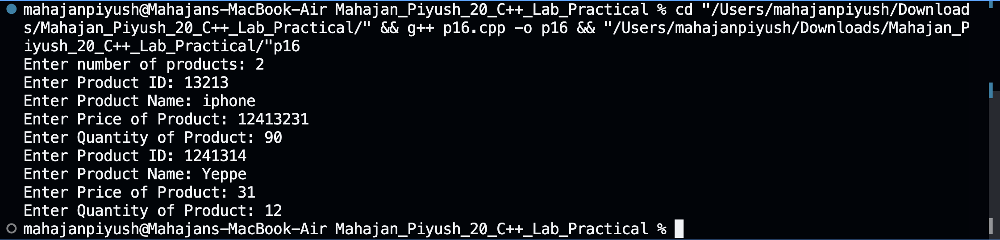 mahajanpiyush@Mahajans-MacBook-Air Mahajan_Piyush_20_C++_Lab_Practical % cd "/Users/mahajanpiyush/Download
s/Mahajan_Piyush_20_C++_Lab_Practical/" && g++ p16.cpp -o p16 && "/Users/mahajanpiyush/Downloads/Mahajan_P
iyush_20_C++_Lab_Practical/"p16
Enter number of products: 2
Enter Product ID: 13213
Enter Product Name: iphone
Enter Price of Product: 12413231
Enter Quantity of Product: 90
Enter Product ID: 1241314
Enter Product Name: Yeppe
Enter Price of Product: 31
Enter Quantity of Product: 12
mahajanpiyush@Mahajans-MacBook-Air Mahajan_Piyush_20_C++_Lab_Practical %